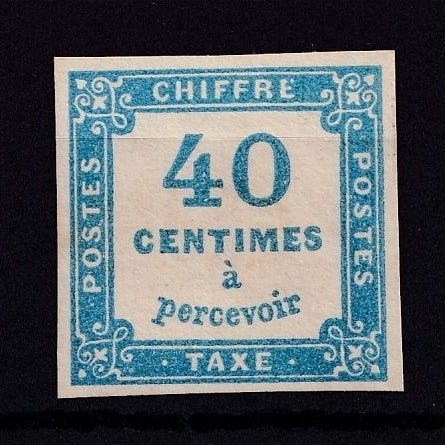 CHIFFRE
POSTES
40
CENTIMES
à
percevoir
POSTES
· TAXE ·